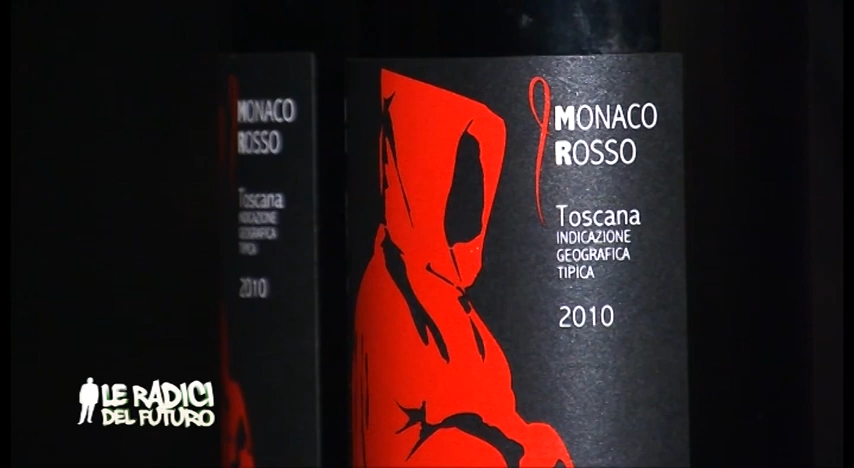 MONACO
ROSSO
Toscana
INDICAZIONE
GEOGRAFICA
TIPICA
2010
MONACO
ROSSO
Toscana
INDICAZIONE
GEOGRAFICA
TIPICA
2010
LE RADICI
DEL FUTURO